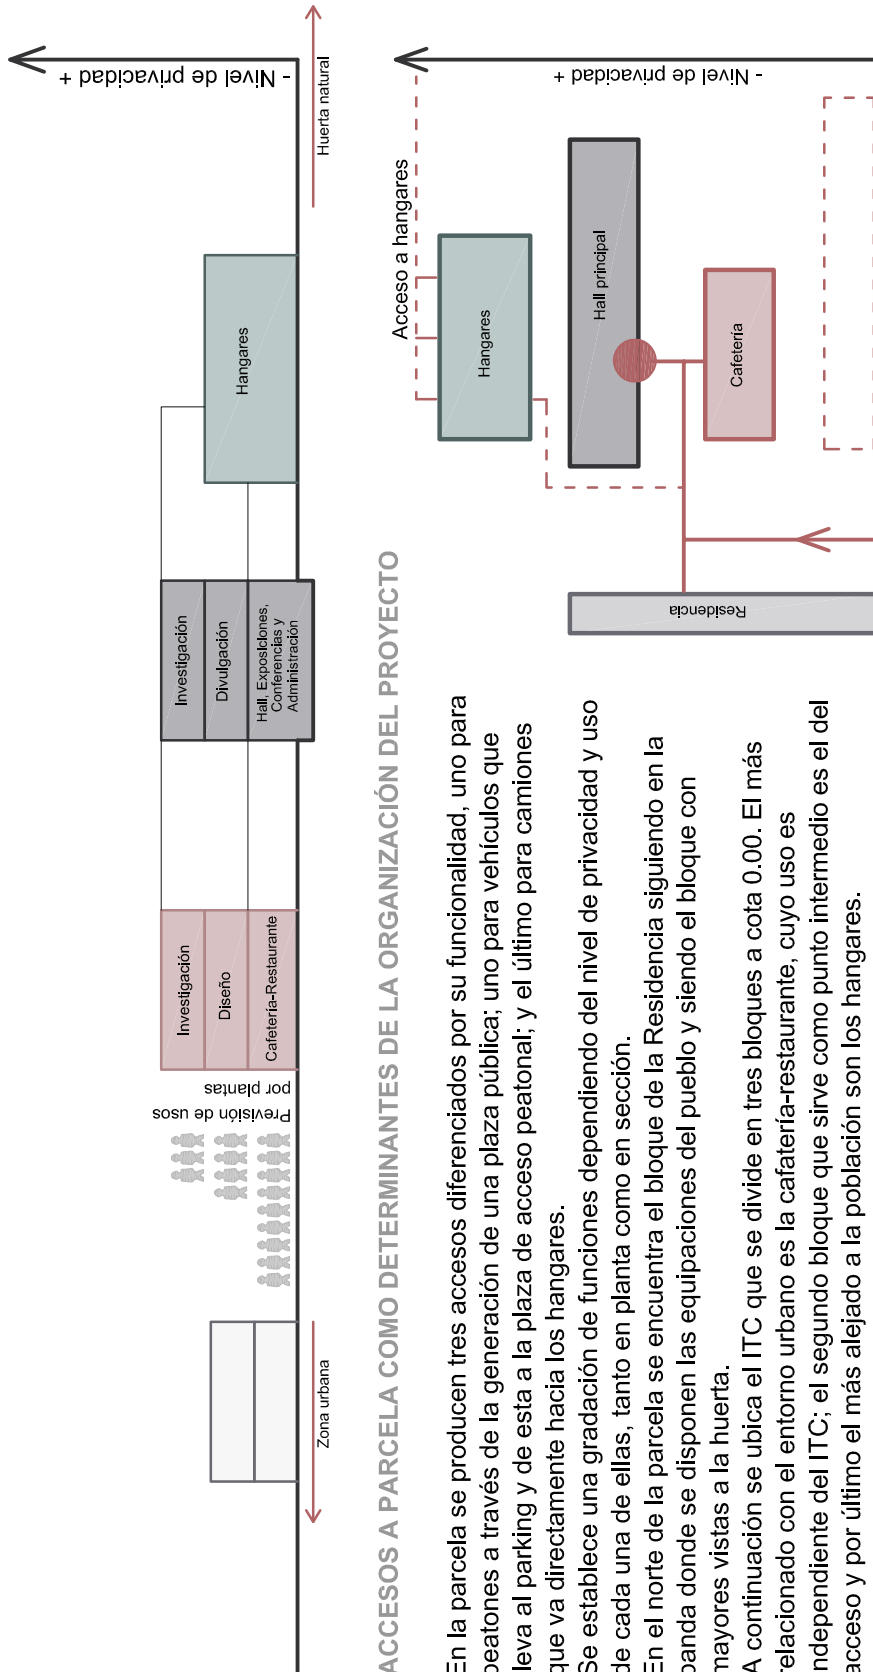 - Nivel de privacidad +
Huerta natural
Hangares
Investigación
Divulgación
Hall, Exposiciones,
Conferencias y
Administración
Investigación
Diseño
Cafetería-Restaurante
Previsión de usos
por plantas
Zona urbana
ACCESOS A PARCELA COMO DETERMINANTES DE LA ORGANIZACIÓN DEL PROYECTO
En la parcela se producen tres accesos diferenciados por su funcionalidad, uno para
peatones a través de la generación de una plaza pública; uno para vehículos que
lleva al parking y de esta a la plaza de acceso peatonal; y el último para camiones
que va directamente hacia los hangares.
Se establece una gradación de funciones dependiendo del nivel de privacidad y uso
de cada una de ellas, tanto en planta como en sección.
En el norte de la parcela se encuentra el bloque de la Residencia siguiendo en la
banda donde se disponen las equipaciones del pueblo y siendo el bloque con
mayores vistas a la huerta.
A continuación se ubica el ITC que se divide en tres bloques a cota 0.00. El más
relacionado con el entorno urbano es la cafatería-restaurante, cuyo uso es
independiente del ITC; el segundo bloque que sirve como punto intermedio es el del
acceso y por último el más alejado a la población son los hangares.
- Nivel de privacidad +
Acceso a hangares
Hangares
Hall principal
Cafetería
Residencia